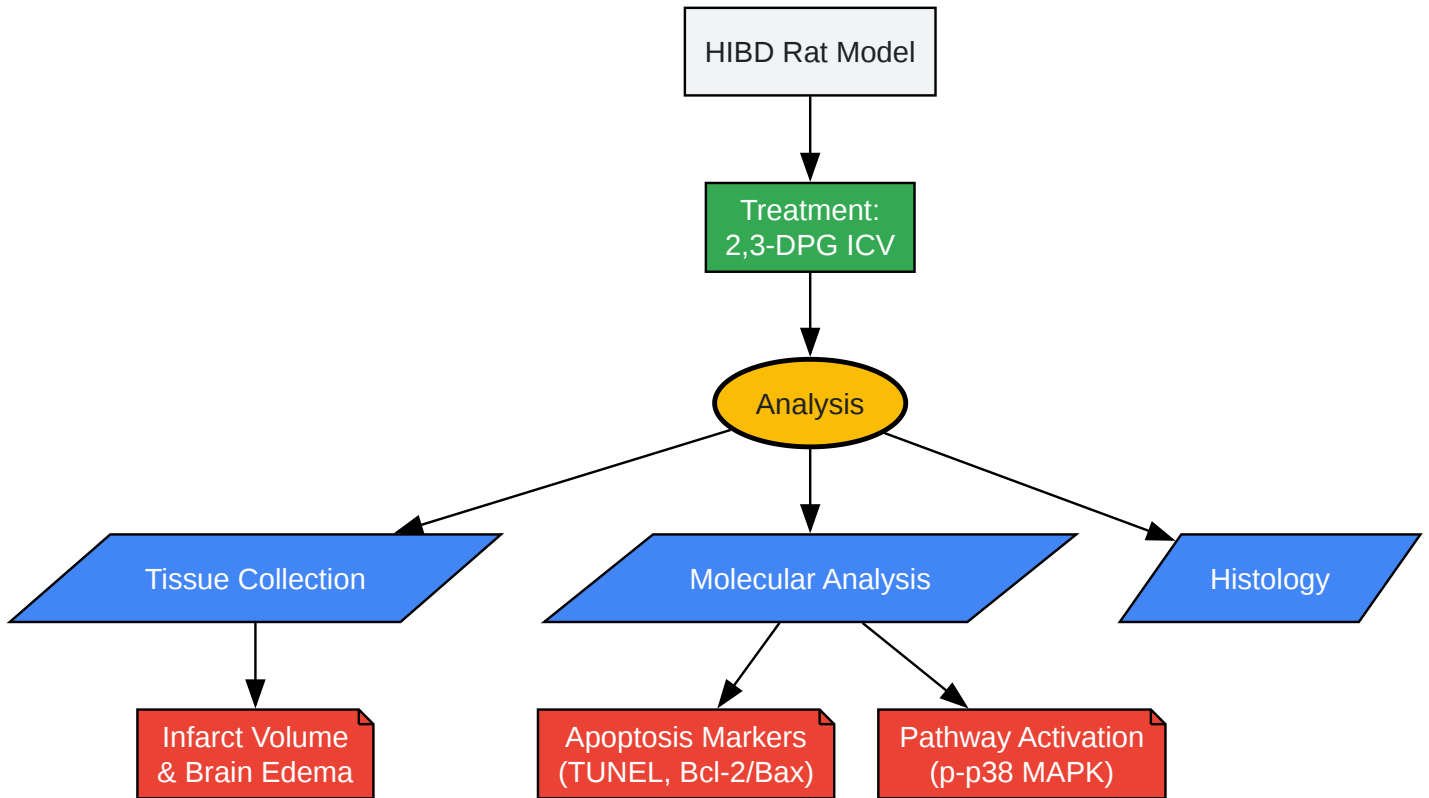 HIBD Rat Model
Treatment:
2,3-DPG ICV
Analysis
Tissue Collection
Molecular Analysis
Histology
Infarct Volume
& Brain Edema
Apoptosis Markers
(TUNEL, Bcl-2/Bax)
Pathway Activation
(p-p38 MAPK)